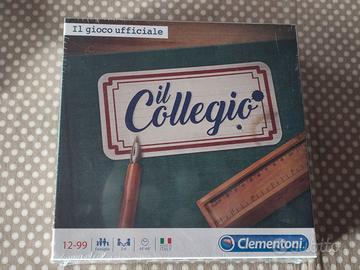 Il gioco ufficiale
il
Collegio
12-99
Clementoni